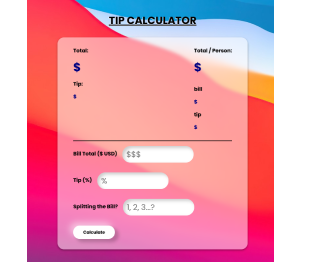 TIP CALCULATOR
Total: Total / Person:
$ $
Tip:
$
bill
$
tip
$
Bill Total ($ USD) $$$
Tip (%) %
Splitting the Bill? 1, 2, 3...?
Calculate